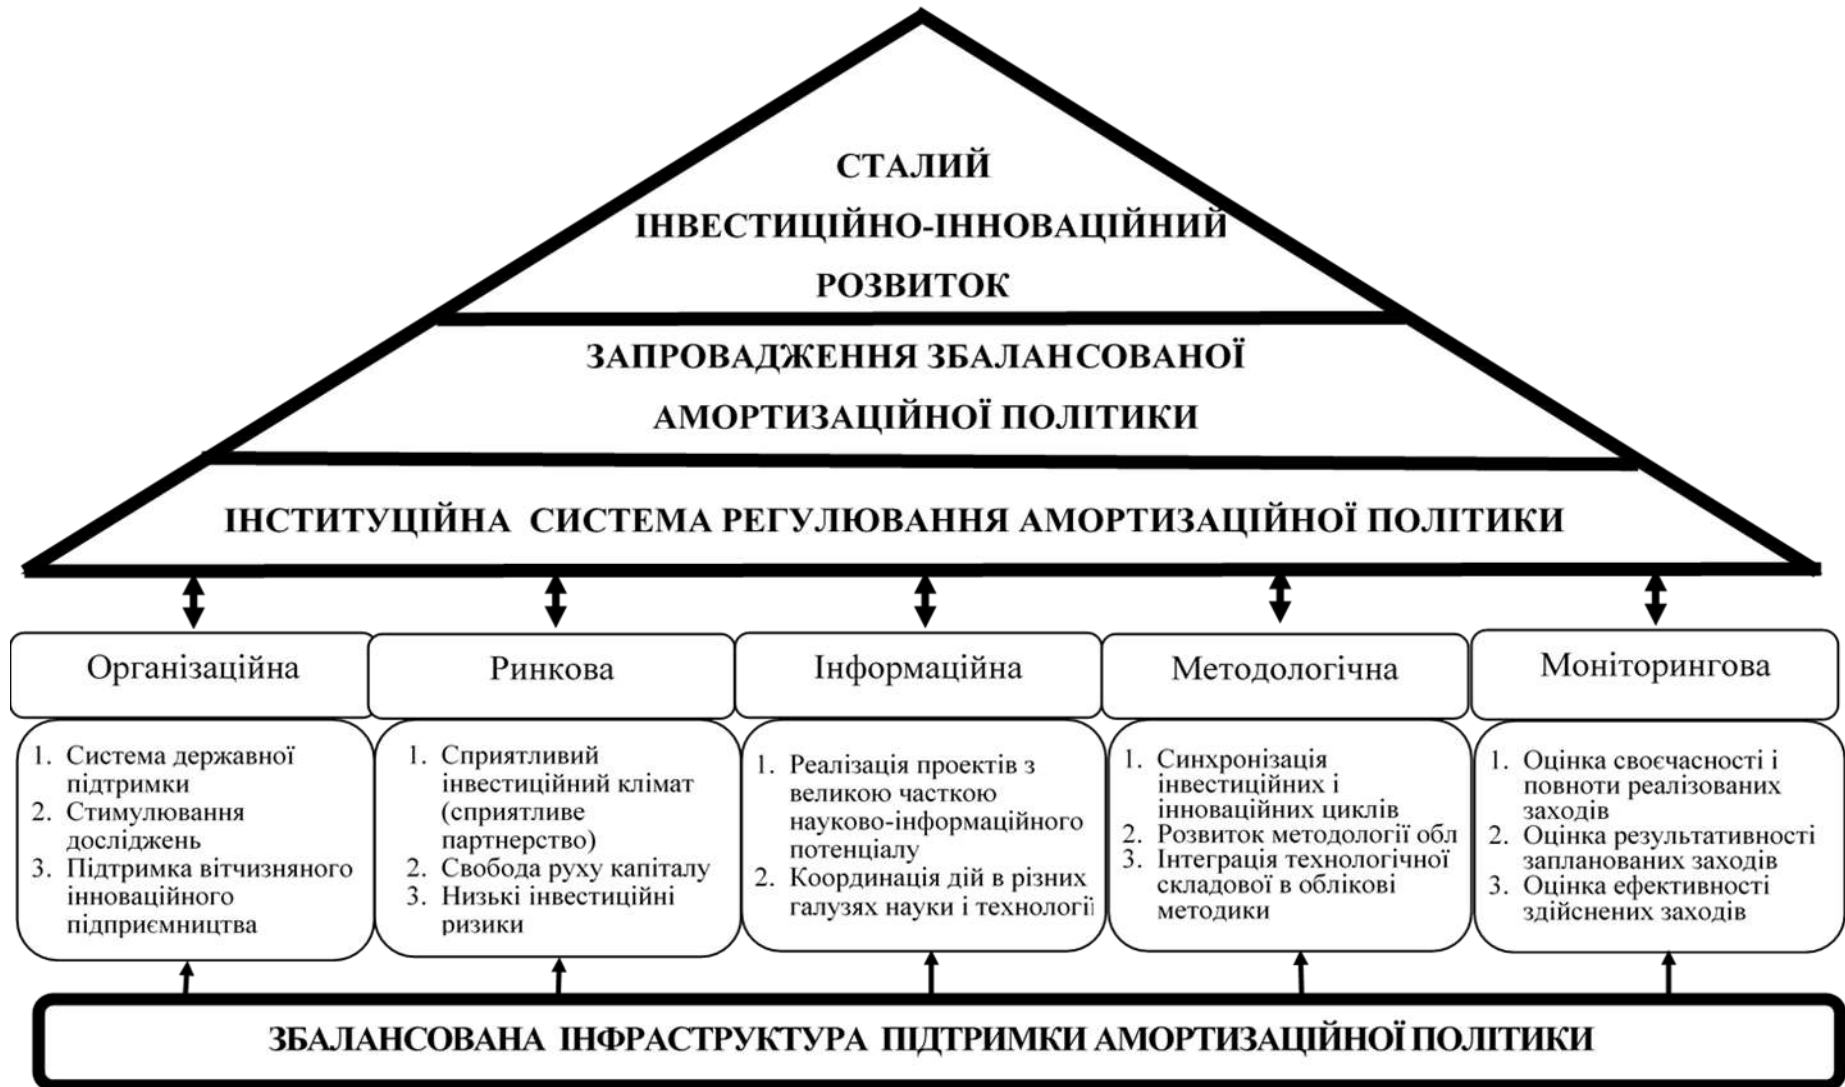 СТАЛИЙ
ІНВЕСТИЦІЙНО-ІННОВАЦІЙНИЙ
РОЗВИТОК
ЗАПРОВАДЖЕННЯ ЗБАЛАНСОВАНОЇ
АМОРТИЗАЦІЙНОЇ ПОЛІТИКИ
ІНСТИТУЦІЙНА СИСТЕМА РЕГУЛЮВАННЯ АМОРТИЗАЦІЙНОЇ ПОЛІТИКИ
Організаційна
1. Система державної
підтримки
2. Стимулювання
досліджень
3. Підтримка вітчизняного
інноваційного
підприємництва
Ринкова
1. Сприятливий
інвестиційний клімат
(сприятливе
партнерство)
2. Свобода руху капіталу
3. Низькі інвестиційні
ризики
Інформаційна
1. Реалізація проектів з
великою часткою
науково-інформаційного
потенціалу
2. Координація дій в різних
галузях науки і технології
Методологічна
1. Синхронізація
інвестиційних і
інноваційних циклів
2. Розвиток методології обл
3. Інтеграція технологічної
складової в облікові
методики
Моніторингова
1. Оцінка своєчасності і
повноти реалізованих
заходів
2. Оцінка результативності
запланованих заходів
3. Оцінка ефективності
здійснених заходів
ЗБАЛАНСОВАНА ІНФРАСТРУКТУРА ПІДТРИМКИ АМОРТИЗАЦІЙНОЇ ПОЛІТИКИ